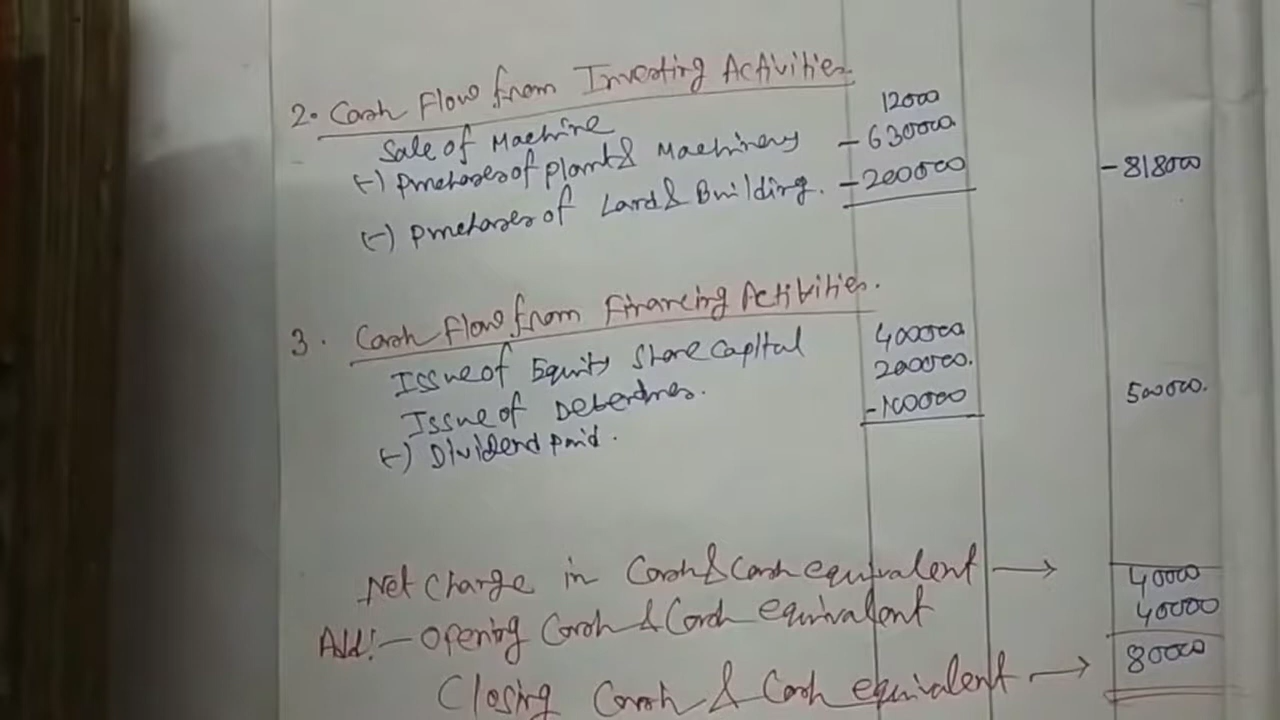 2. Cash Flow from Investing Activities.
Sale of Machine 12000
(-) Purchases of Plant & Machinery - 630000
(-) Purchases of Land & Building. - 200000 - 818000
3. Cash Flow from Financing Activities.
Issue of Equity Share Capital 400000
Issue of Debentures. 200000.
(-) Dividend Paid. - 100000 500000.
Net Change in Cash & Cash equivalent → 40000
Add:- Opening Cash & Cash equivalent 40000
Closing Cash & Cash equivalent → 80000